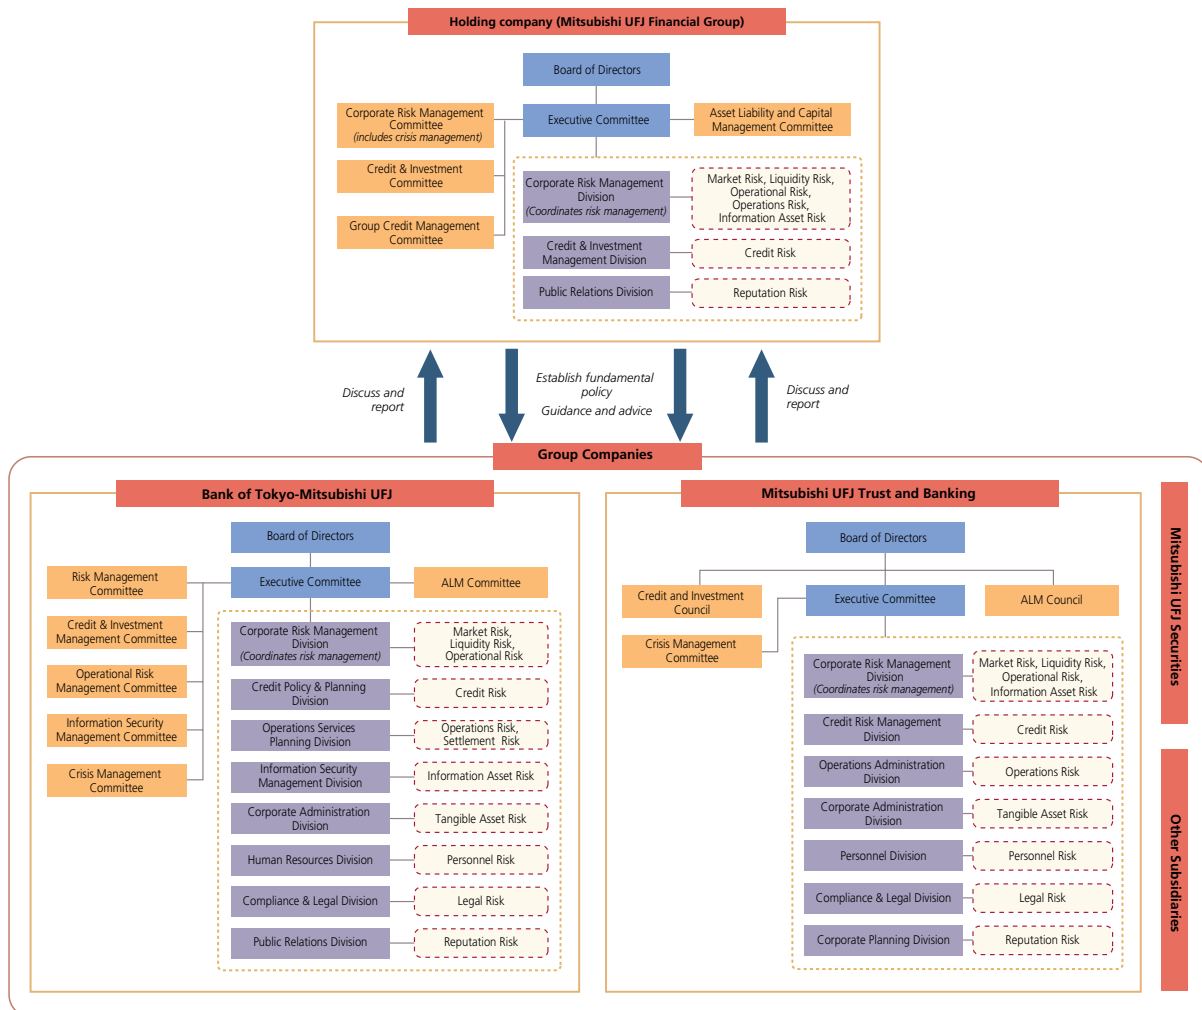 Holding company (Mitsubishi UFJ Financial Group)
Board of Directors
Corporate Risk Management
Committee
(includes crisis management)
Executive Committee
Asset Liability and Capital
Management Committee
Credit & Investment
Committee
Group Credit Management
Committee
Corporate Risk Management
Division
(Coordinates risk management)
Market Risk, Liquidity Risk,
Operational Risk,
Operations Risk,
Information Asset Risk
Credit & Investment
Management Division
Credit Risk
Public Relations Division
Reputation Risk
Discuss and
report
Establish fundamental
policy
Guidance and advice
Discuss and
report
Group Companies
Bank of Tokyo-Mitsubishi UFJ
Board of Directors
Risk Management
Committee
Executive Committee
ALM Committee
Credit & Investment
Management Committee
Operational Risk
Management Committee
Information Security
Management Committee
Crisis Management
Committee
Corporate Risk Management
Division
(Coordinates risk management)
Market Risk,
Liquidity Risk,
Operational Risk
Credit Policy & Planning
Division
Credit Risk
Operations Services
Planning Division
Operations Risk,
Settlement Risk
Information Security
Management Division
Information Asset Risk
Corporate Administration
Division
Tangible Asset Risk
Human Resources Division
Personnel Risk
Compliance & Legal Division
Legal Risk
Public Relations Division
Reputation Risk
Mitsubishi UFJ Trust and Banking
Board of Directors
Credit and Investment
Council
Executive Committee
ALM Council
Crisis Management
Committee
Corporate Risk Management
Division
(Coordinates risk management)
Market Risk, Liquidity Risk,
Operational Risk,
Information Asset Risk
Credit Risk Management
Division
Credit Risk
Operations Administration
Division
Operations Risk
Corporate Administration
Division
Tangible Asset Risk
Personnel Division
Personnel Risk
Compliance & Legal Division
Legal Risk
Corporate Planning Division
Reputation Risk
Mitsubishi UFJ Securities
Other Subsidiaries